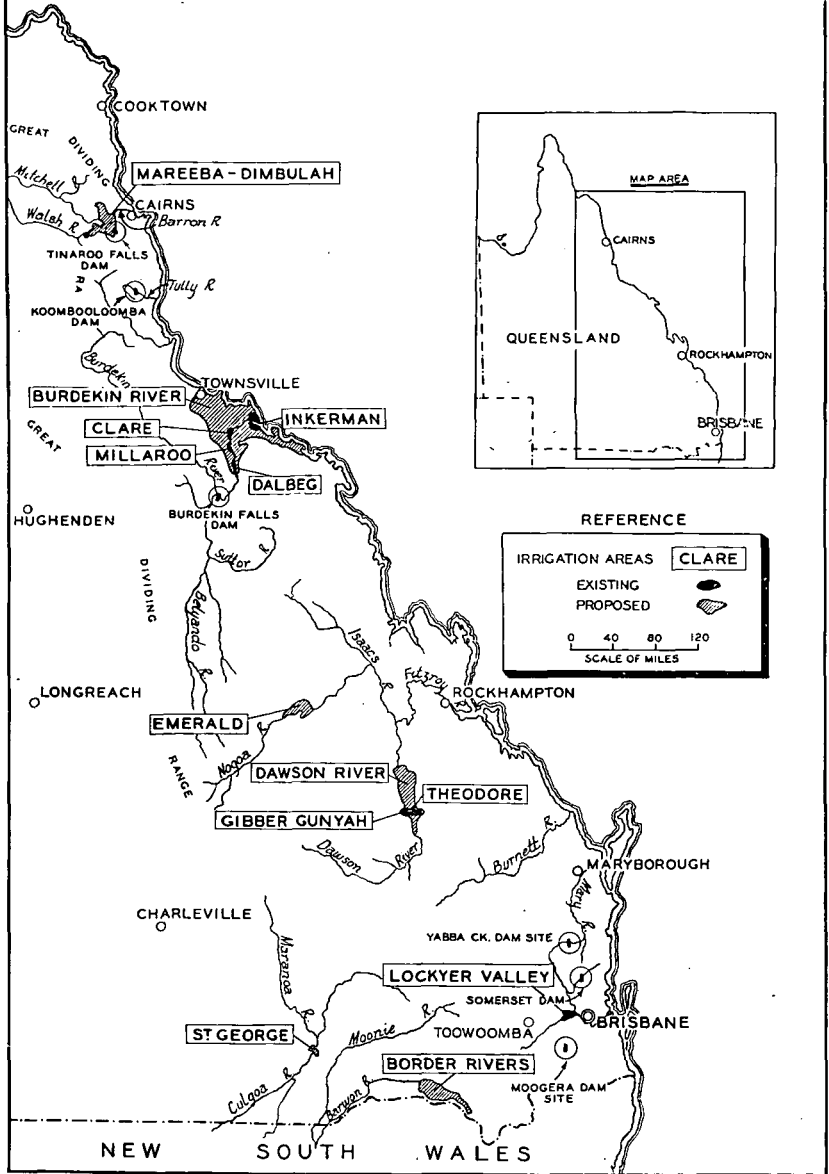 COOKTOWN
GREAT
DIVIDING
Mitchell
R
MAREEBA - DIMBULAH
CAIRNS
Walsh R
Barron R
TINAROO FALLS
DAM
RA
Tully R
KOOMBOOLOOMBA
DAM
Burdekin
TOWNSVILLE
BURDEKIN RIVER
INKERMAN
CLARE
GREAT
MILLAROO
River
DALBEG
BURDEKIN FALLS
DAM
HUGHENDEN
Suttor
R
DIVIDING
Belyando R.
Isaacs
R
Fitzroy
R
ROCKHAMPTON
LONGREACH
EMERALD
Nogoa R.
RANGE
DAWSON RIVER
THEODORE
GIBBER GUNYAH
Dawson
River
Burnett R.
MARYBOROUGH
Mary
R.
CHARLEVILLE
YABBA CK. DAM SITE
Maranoa
R.
LOCKYER VALLEY
SOMERSET DAM
ST GEORGE
Moonie R.
TOOWOOMBA
BRISBANE
BORDER RIVERS
Culgoa R.
Barwon R.
MOOGERA DAM
SITE
NEW SOUTH WALES
MAP AREA
CAIRNS
QUEENSLAND
ROCKHAMPTON
BRISBANE
REFERENCE
IRRIGATION AREAS CLARE
EXISTING
PROPOSED
0 40 80 120
SCALE OF MILES